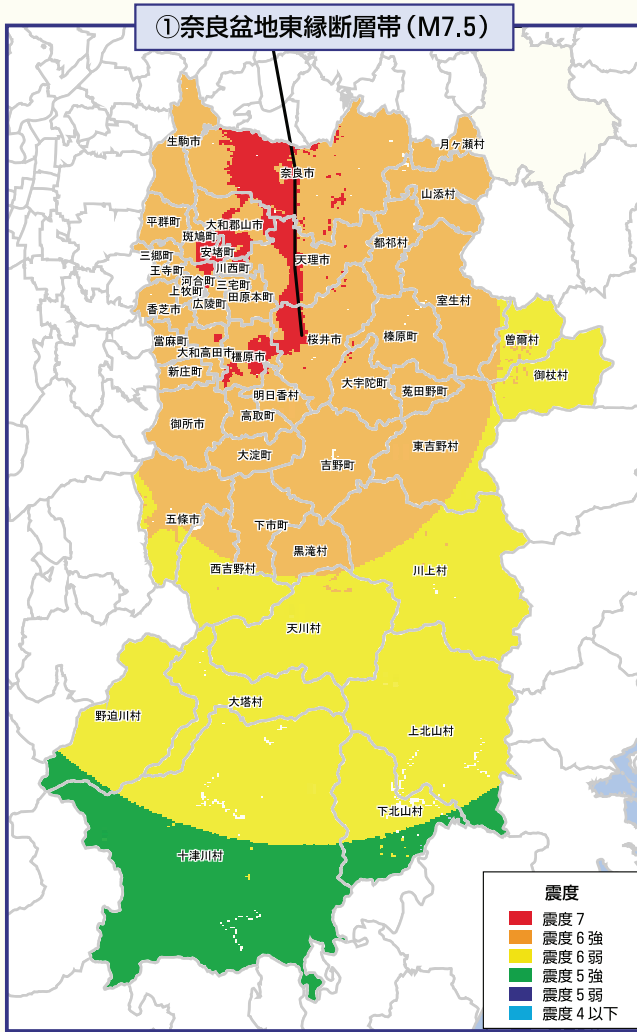 ①奈良盆地東縁断層帯(M7.5)
生駒市
奈良市
月ヶ瀬村
山添村
平群町
斑鳩町
大和郡山市
安堵町
都祁村
三郷町
王寺町
川西町
天理市
河合町
上牧町
三宅町
広陵町
田原本町
室生村
香芝市
當麻町
大和高田市
橿原市
桜井市
榛原町
曽爾村
新庄町
御杖村
大宇陀町
菟田野町
明日香村
高取町
御所市
東吉野村
大淀町
吉野町
五條市
下市町
黒滝村
西吉野村
川上村
天川村
大塔村
野迫川村
上北山村
下北山村
十津川村
震度
震度7
震度6強
震度6弱
震度5強
震度5弱
震度4以下